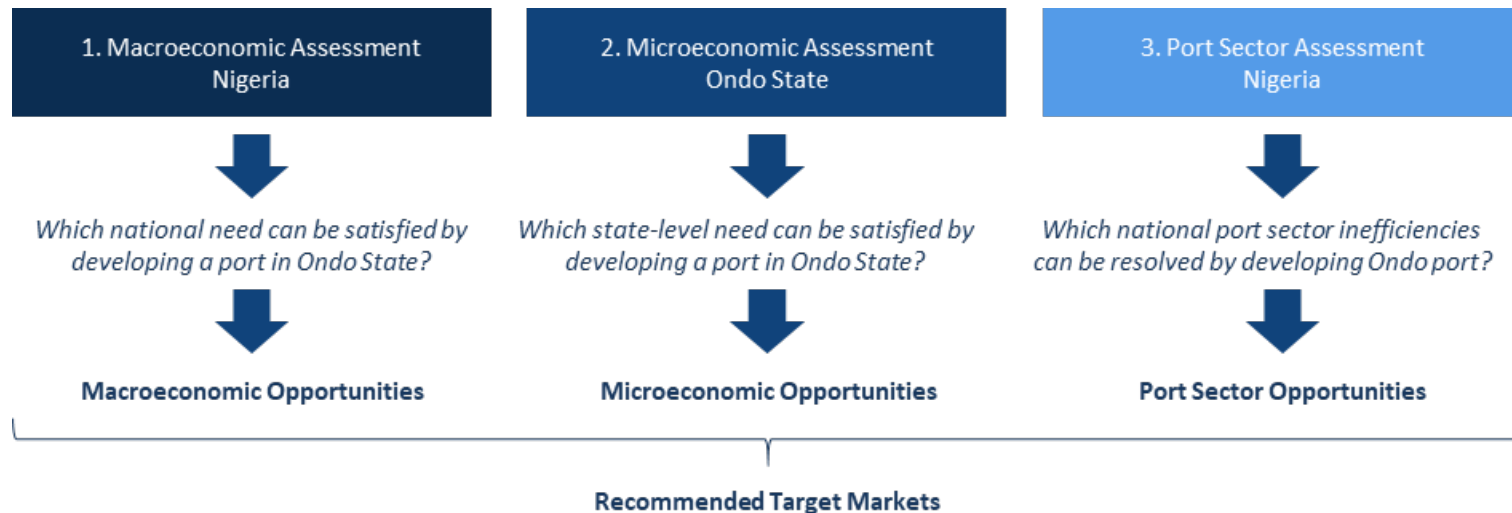 1. Macroeconomic Assessment
Nigeria
2. Microeconomic Assessment
Ondo State
3. Port Sector Assessment
Nigeria
Which national need can be satisfied by
developing a port in Ondo State?
Which state-level need can be satisfied by
developing a port in Ondo State?
Which national port sector inefficiencies
can be resolved by developing Ondo port?
Macroeconomic Opportunities
Microeconomic Opportunities
Port Sector Opportunities
Recommended Target Markets